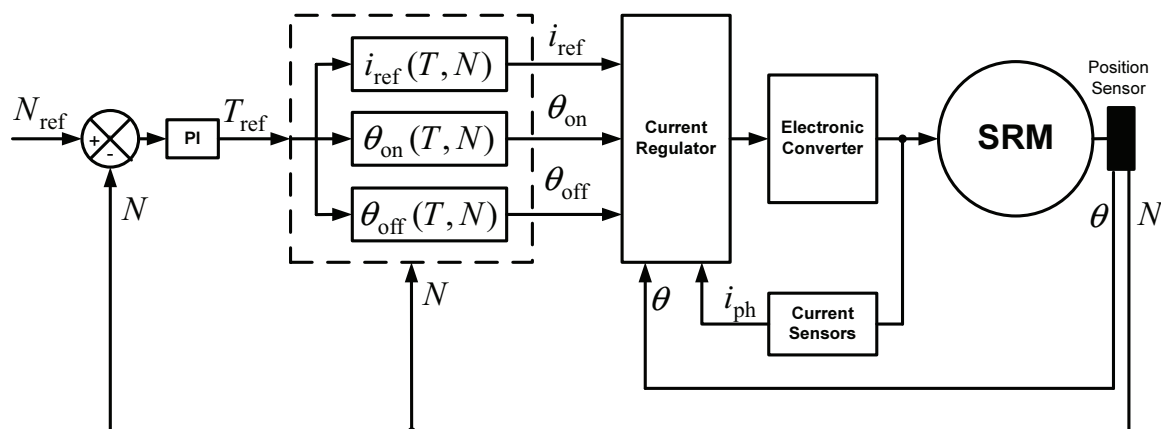 N_ref
+
-
N
PI
T_ref
i_ref (T, N)
θ_on (T, N)
θ_off (T, N)
N
i_ref
θ_on
θ_off
Current
Regulator
θ
i_ph
Electronic
Converter
Current
Sensors
SRM
Position
Sensor
θ
N